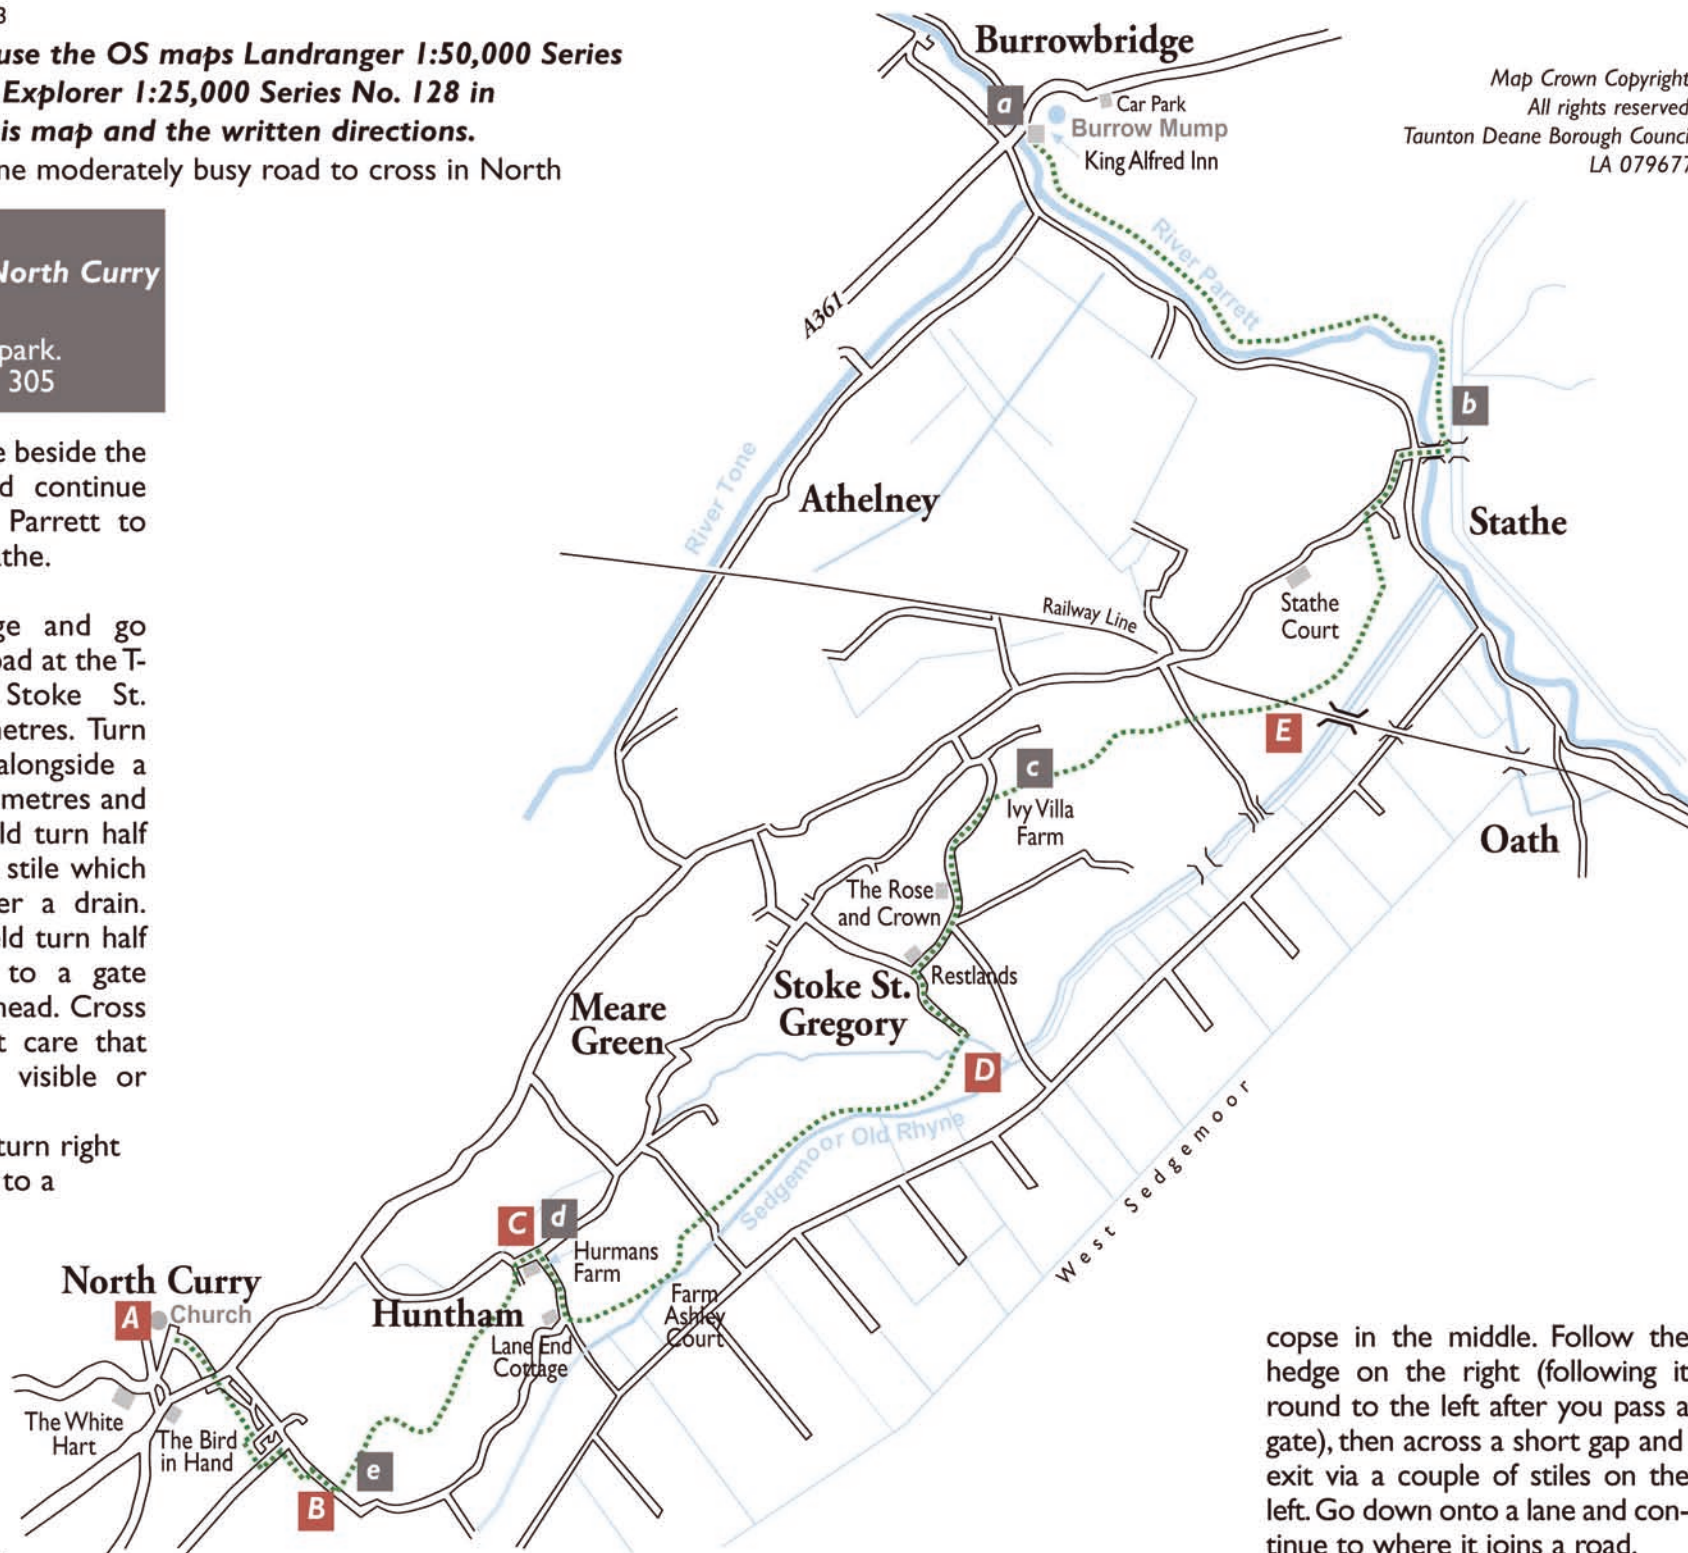 3
use the OS maps Landranger 1:50,000 Series
Explorer 1:25,000 Series No. 128 in
is map and the written directions.
ne moderately busy road to cross in North
North Curry
park.
305
e beside the
d continue
Parrett to
the.
ge and go
oad at the T-
Stoke St.
metres. Turn
alongside a
metres and
ld turn half
stile which
er a drain.
eld turn half
to a gate
head. Cross
t care that
visible or
turn right
to a
Burrowbridge
a
Car Park
Burrow Mump
King Alfred Inn
Map Crown Copyright
All rights reserved
Taunton Deane Borough Counci
LA 079677
A361
River Parrett
b
River Tone
Athelney
Stathe
Railway Line
Stathe
Court
E
c
Ivy Villa
Farm
Oath
The Rose
and Crown
Restlands
Stoke St.
Gregory
Meare
Green
D
Sedgemoor Old Rhyne
West Sedgemoor
C
d
Hurmans
Farm
North Curry
A
Church
Huntham
Lane End
Cottage
Farm
Ashley
Court
The White
Hart
The Bird
in Hand
e
B
copse in the middle. Follow the
hedge on the right (following it
round to the left after you pass a
gate), then across a short gap and
exit via a couple of stiles on the
left. Go down onto a lane and con-
tinue to where it joins a road.